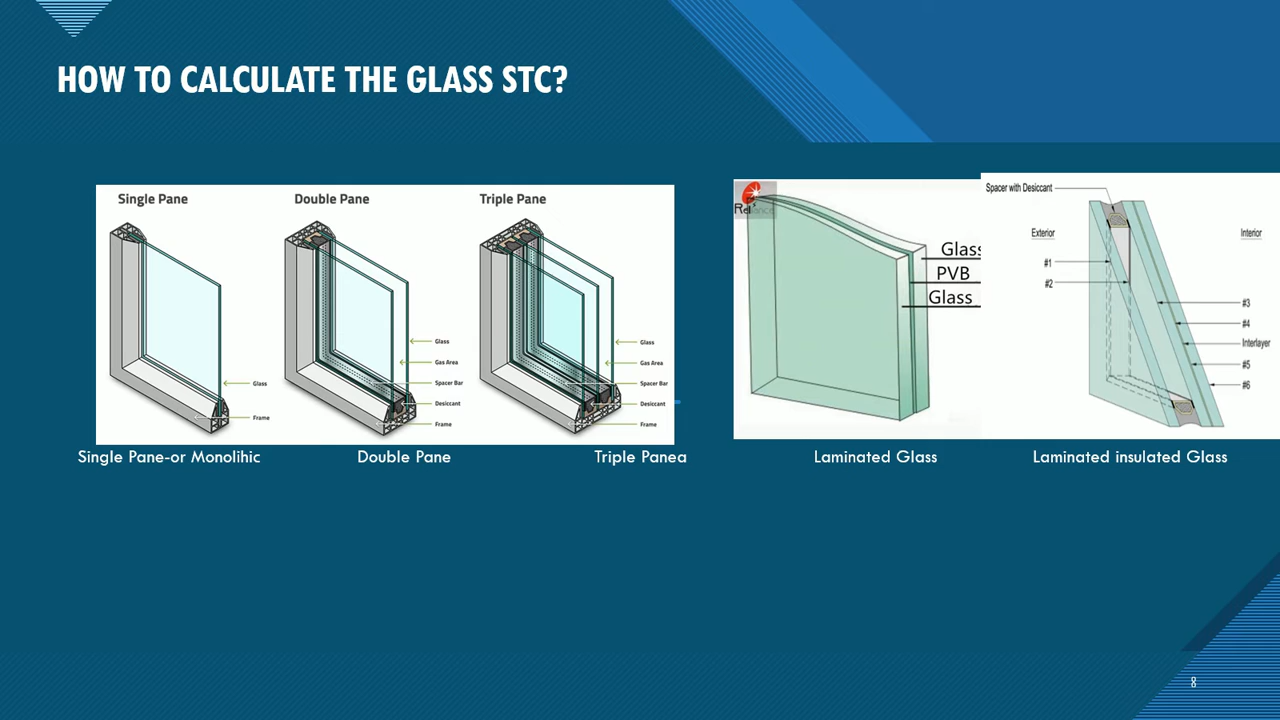 HOW TO CALCULATE THE GLASS STC?
Single Pane
Double Pane
Triple Pane
Glass
Frame
Glass
Gas Area
Spacer Bar
Desiccant
Frame
Glass
Gas Area
Spacer Bar
Desiccant
Frame
Reliance
Glass
PVB
Glass
Spacer with Desiccant
Exterior
Interior
#1
#2
#3
#4
Interlayer
#5
#6
Single Pane-or Monolihic
Double Pane
Triple Panea
Laminated Glass
Laminated insulated Glass
8